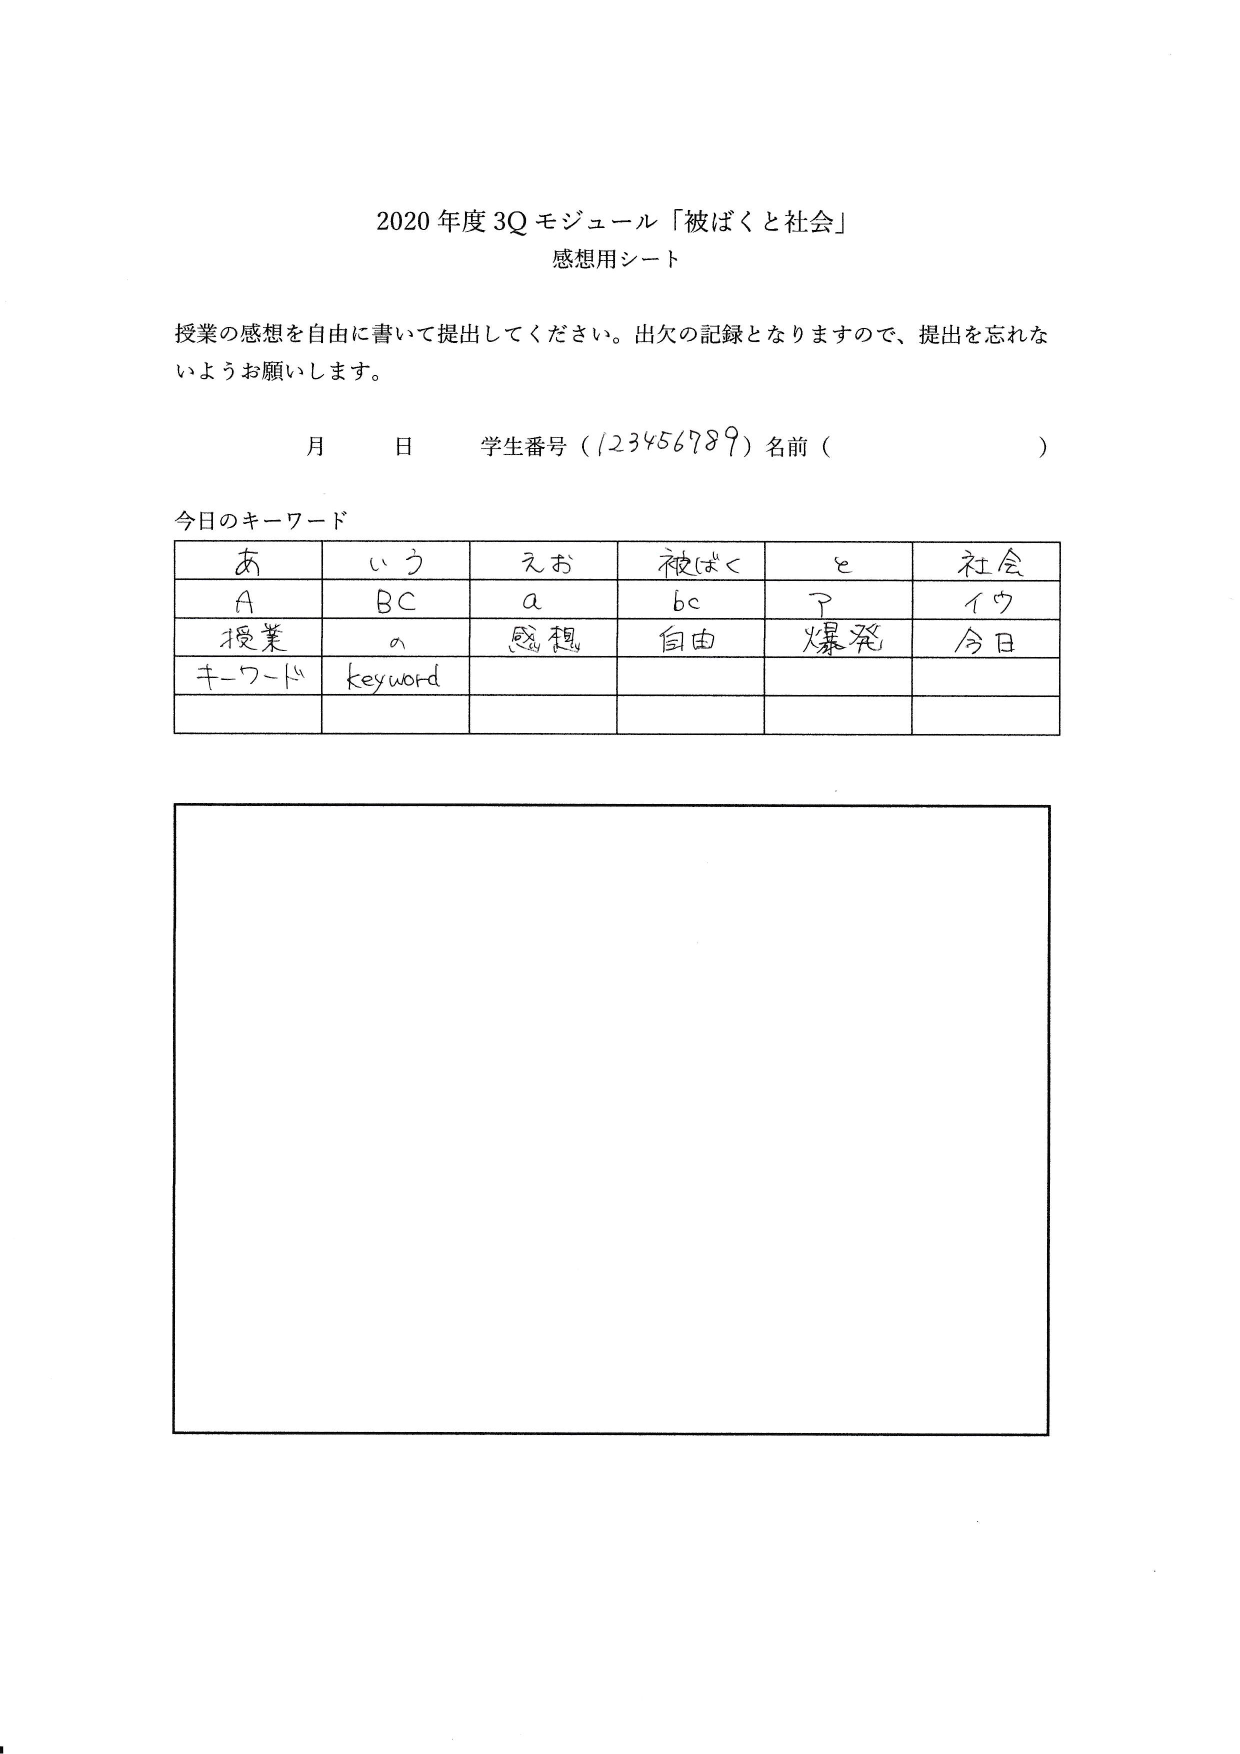 2020 年度 3Q モジュール「被ばくと社会」
感想用シート
授業の感想を自由に書いて提出してください。出欠の記録となりますので、提出を忘れな
いようお願いします。
月 日 学生番号（123456789）名前（ ）
今日のキーワード
あ いう えお 被ばく と 社会
A BC a bc ア イウ
授業 の 感想 自由 爆発 今日
キーワード keyword